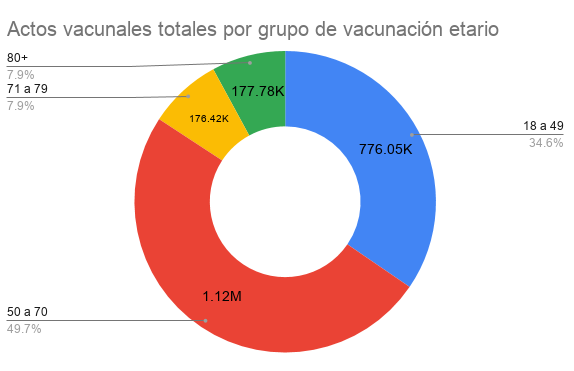 Actos vacunales totales por grupo de vacunación etario
80+
7.9%
71 a 79
7.9%
177.78K
176.42K
18 a 49
34.6%
776.05K
1.12M
50 a 70
49.7%